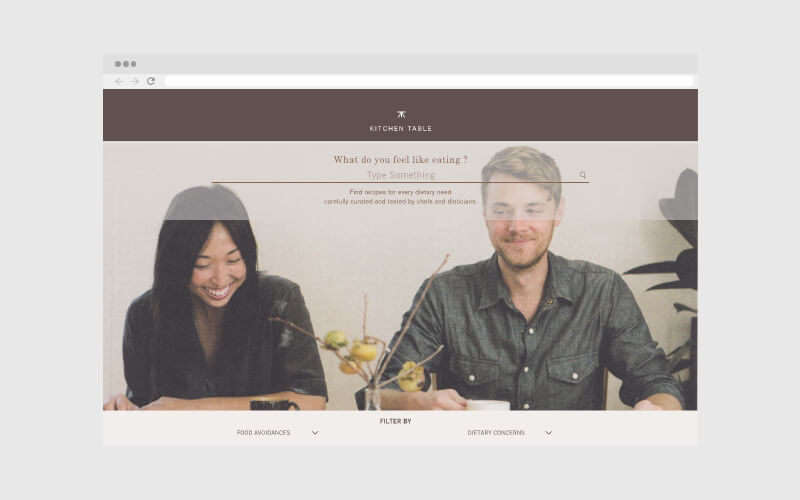 KITCHEN TABLE
What do you feel like eating ?
Type Something
Find recipes for every dietary need
carefully curated and tested by chefs and dieticians.
FILTER BY
FOOD AVOIDANCES
DIETARY CONCERNS